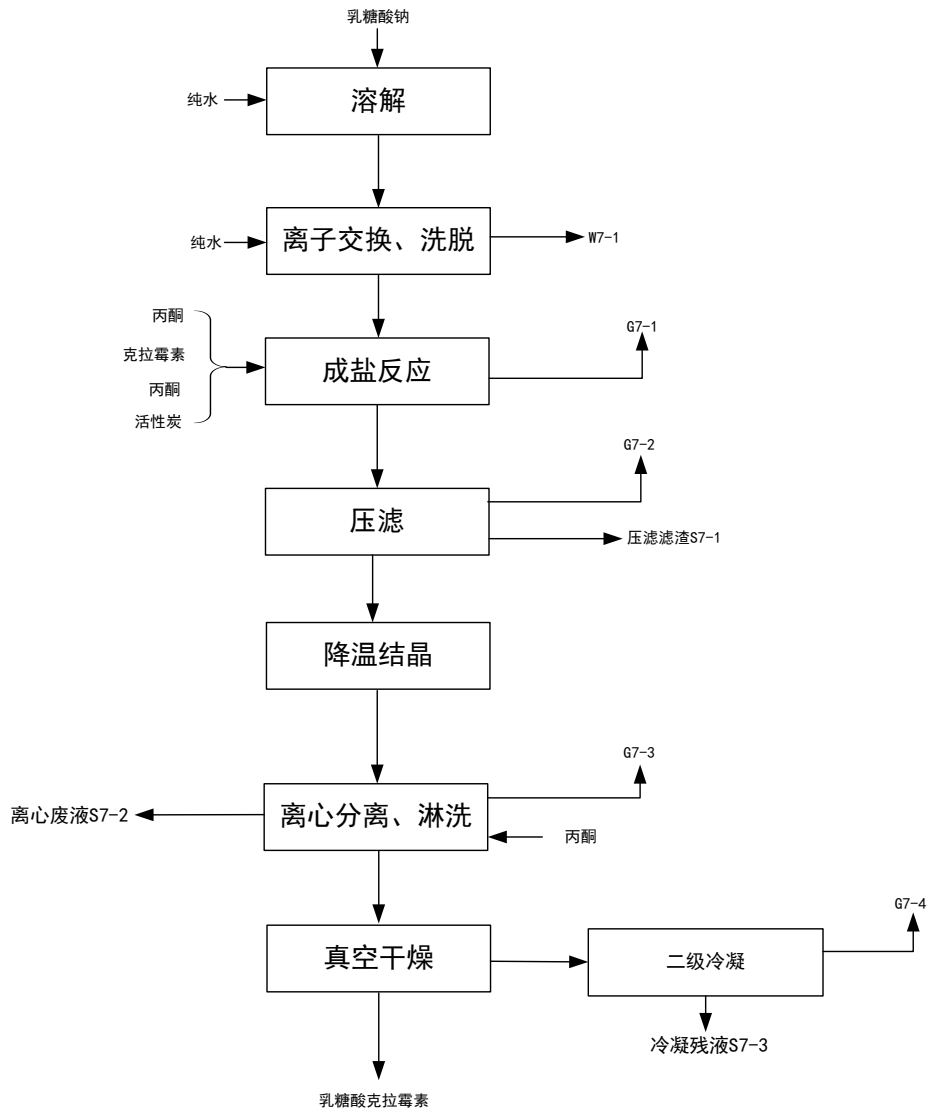 乳糖酸钠
纯水
溶解
纯水
离子交换、洗脱
W7-1
丙酮
克拉霉素
丙酮
活性炭
成盐反应
G7-1
压滤
G7-2
压滤滤渣S7-1
降温结晶
离心废液S7-2
离心分离、淋洗
G7-3
丙酮
真空干燥
二级冷凝
G7-4
冷凝残液S7-3
乳糖酸克拉霉素